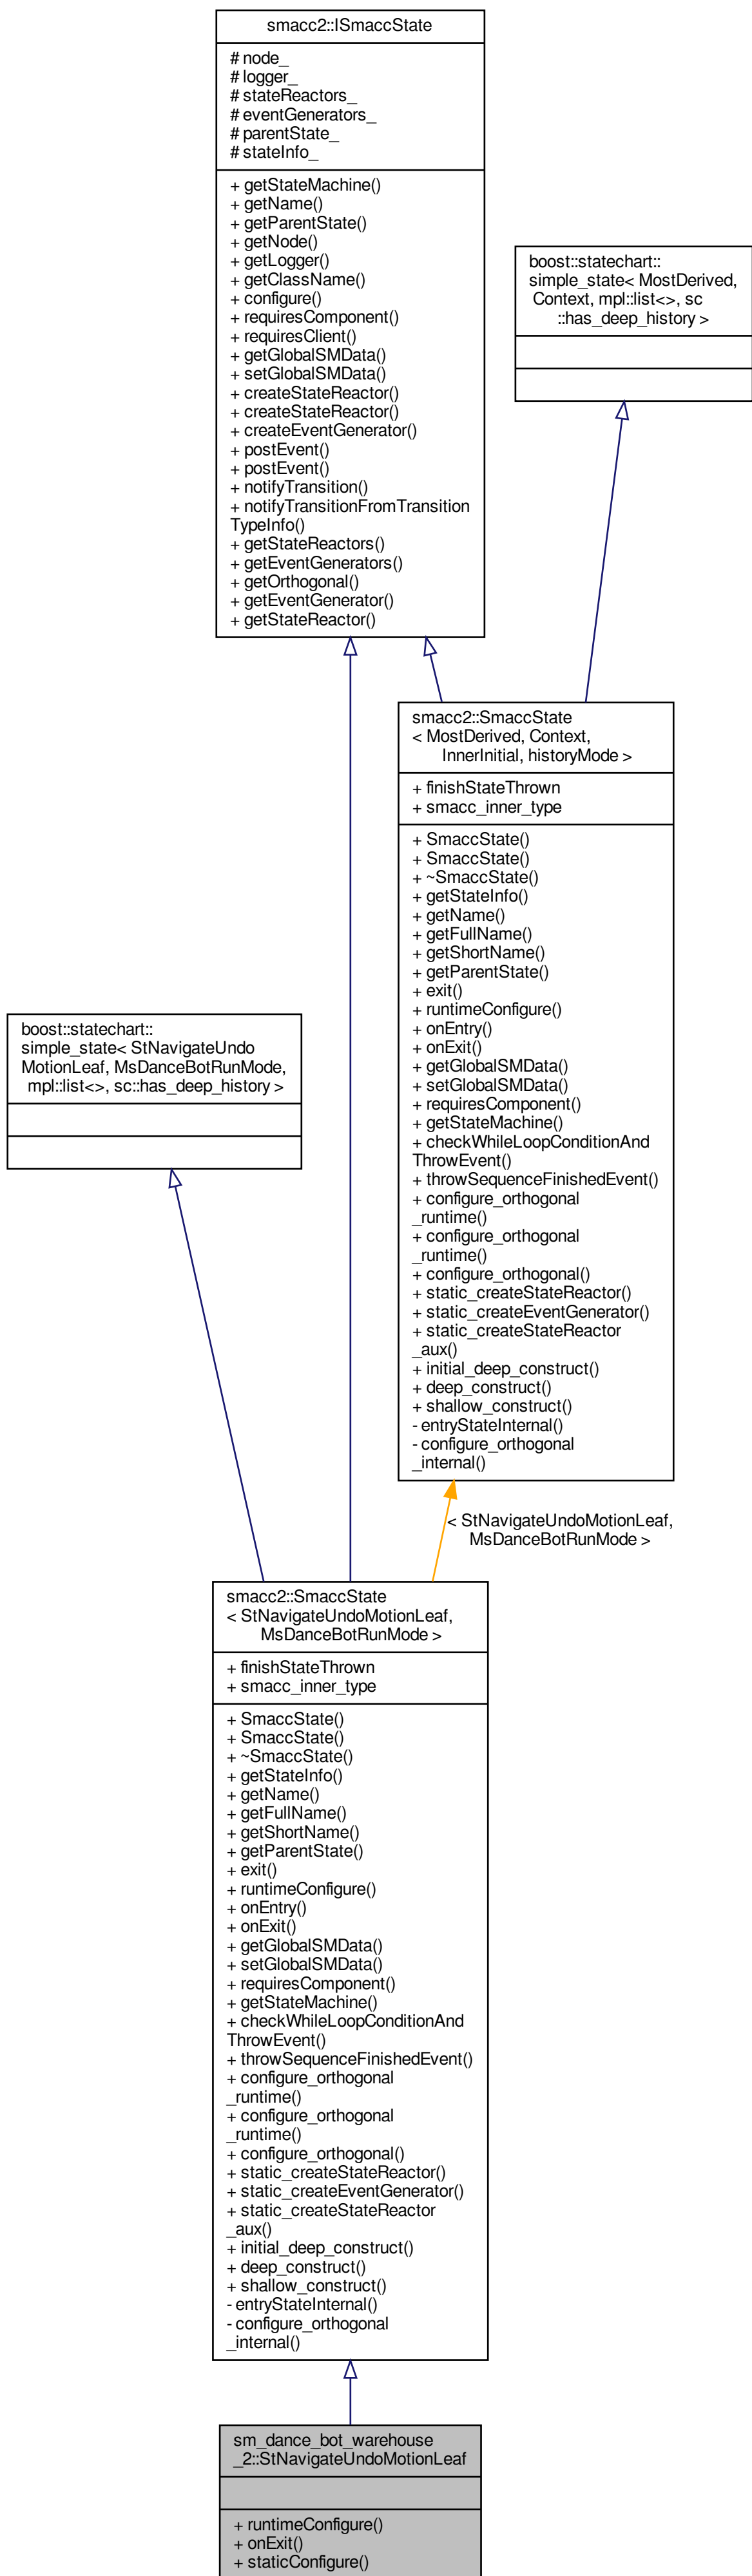 smacc2::ISmaccState
# node_
# logger_
# stateReactors_
# eventGenerators_
# parentState_
# stateInfo_
+ getStateMachine()
+ getName()
+ getParentState()
+ getNode()
+ getLogger()
+ getClassName()
+ configure()
+ requiresComponent()
+ requiresClient()
+ getGlobalSMData()
+ setGlobalSMData()
+ createStateReactor()
+ createStateReactor()
+ createEventGenerator()
+ postEvent()
+ postEvent()
+ notifyTransition()
+ notifyTransitionFromTransition
TypeInfo()
+ getStateReactors()
+ getEventGenerators()
+ getOrthogonal()
+ getEventGenerator()
+ getStateReactor()
boost::statechart::
simple_state< MostDerived,
Context, mpl::list<>, sc
::has_deep_history >
smacc2::SmaccState
< MostDerived, Context,
InnerInitial, historyMode >
+ finishStateThrown
+ smacc_inner_type
+ SmaccState()
+ SmaccState()
+ ~SmaccState()
+ getStateInfo()
+ getName()
+ getFullName()
+ getShortName()
+ getParentState()
+ exit()
+ runtimeConfigure()
+ onEntry()
+ onExit()
+ getGlobalSMData()
+ setGlobalSMData()
+ requiresComponent()
+ getStateMachine()
+ checkWhileLoopConditionAnd
ThrowEvent()
+ throwSequenceFinishedEvent()
+ configure_orthogonal
_runtime()
+ configure_orthogonal
_runtime()
+ configure_orthogonal()
+ static_createStateReactor()
+ static_createEventGenerator()
+ static_createStateReactor
_aux()
+ initial_deep_construct()
+ deep_construct()
+ shallow_construct()
- entryStateInternal()
- configure_orthogonal
_internal()
boost::statechart::
simple_state< StNavigateUndo
MotionLeaf, MsDanceBotRunMode,
mpl::list<>, sc::has_deep_history >
< StNavigateUndoMotionLeaf,
MsDanceBotRunMode >
smacc2::SmaccState
< StNavigateUndoMotionLeaf,
MsDanceBotRunMode >
+ finishStateThrown
+ smacc_inner_type
+ SmaccState()
+ SmaccState()
+ ~SmaccState()
+ getStateInfo()
+ getName()
+ getFullName()
+ getShortName()
+ getParentState()
+ exit()
+ runtimeConfigure()
+ onEntry()
+ onExit()
+ getGlobalSMData()
+ setGlobalSMData()
+ requiresComponent()
+ getStateMachine()
+ checkWhileLoopConditionAnd
ThrowEvent()
+ throwSequenceFinishedEvent()
+ configure_orthogonal
_runtime()
+ configure_orthogonal
_runtime()
+ configure_orthogonal()
+ static_createStateReactor()
+ static_createEventGenerator()
+ static_createStateReactor
_aux()
+ initial_deep_construct()
+ deep_construct()
+ shallow_construct()
- entryStateInternal()
- configure_orthogonal
_internal()
sm_dance_bot_warehouse
_2::StNavigateUndoMotionLeaf
+ runtimeConfigure()
+ onExit()
+ staticConfigure()